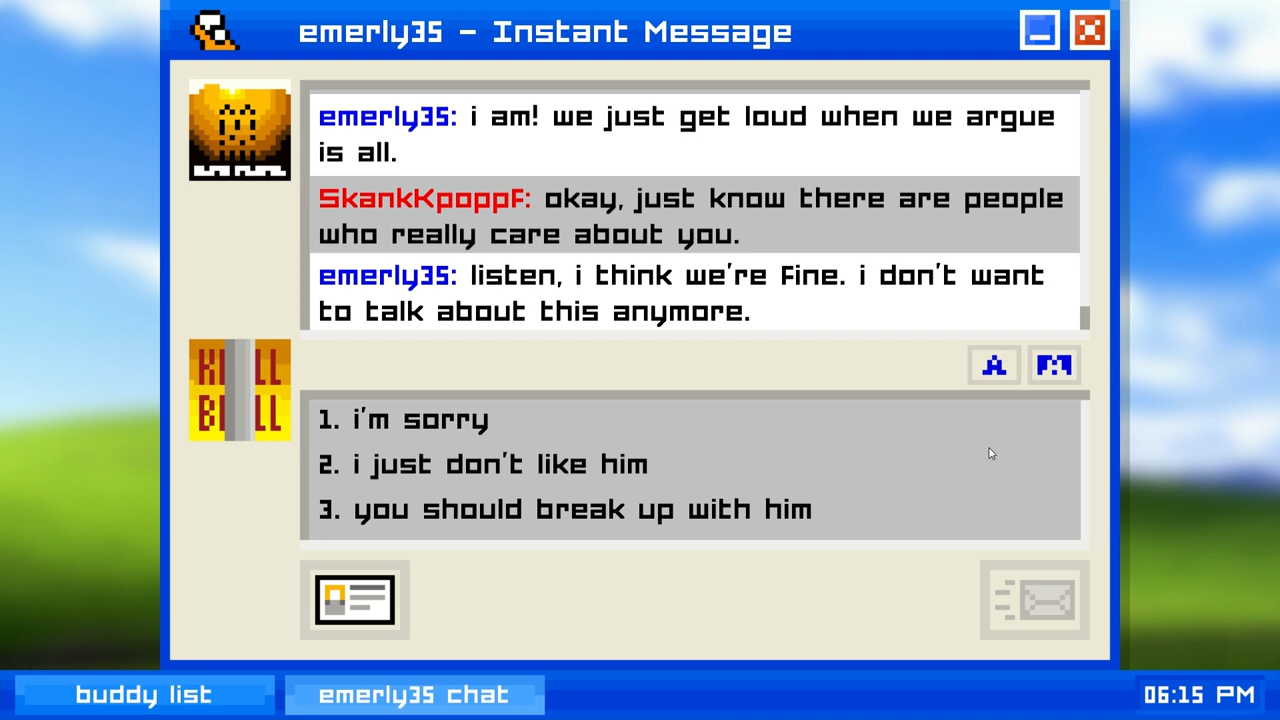 emerly35 - Instant Message
emerly35: i am! we just get loud when we argue
is all.
SkankKpoppF: okay, just know there are people
who really care about you.
emerly35: listen, i think we're fine. i don't want
to talk about this anymore.
KILL
BILL
A A
1. i'm sorry
2. i just don't like him
3. you should break up with him
buddy list
emerly35 chat
06:15 PM